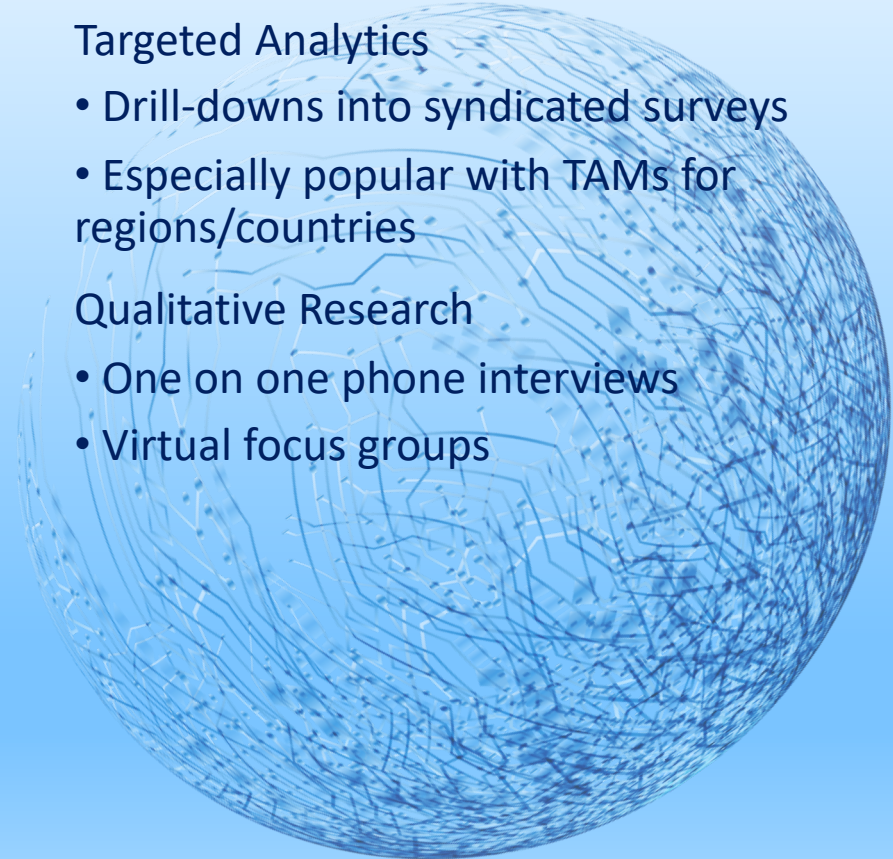 Targeted Analytics
• Drill-downs into syndicated surveys
• Especially popular with TAMs for
regions/countries
Qualitative Research
• One on one phone interviews
• Virtual focus groups